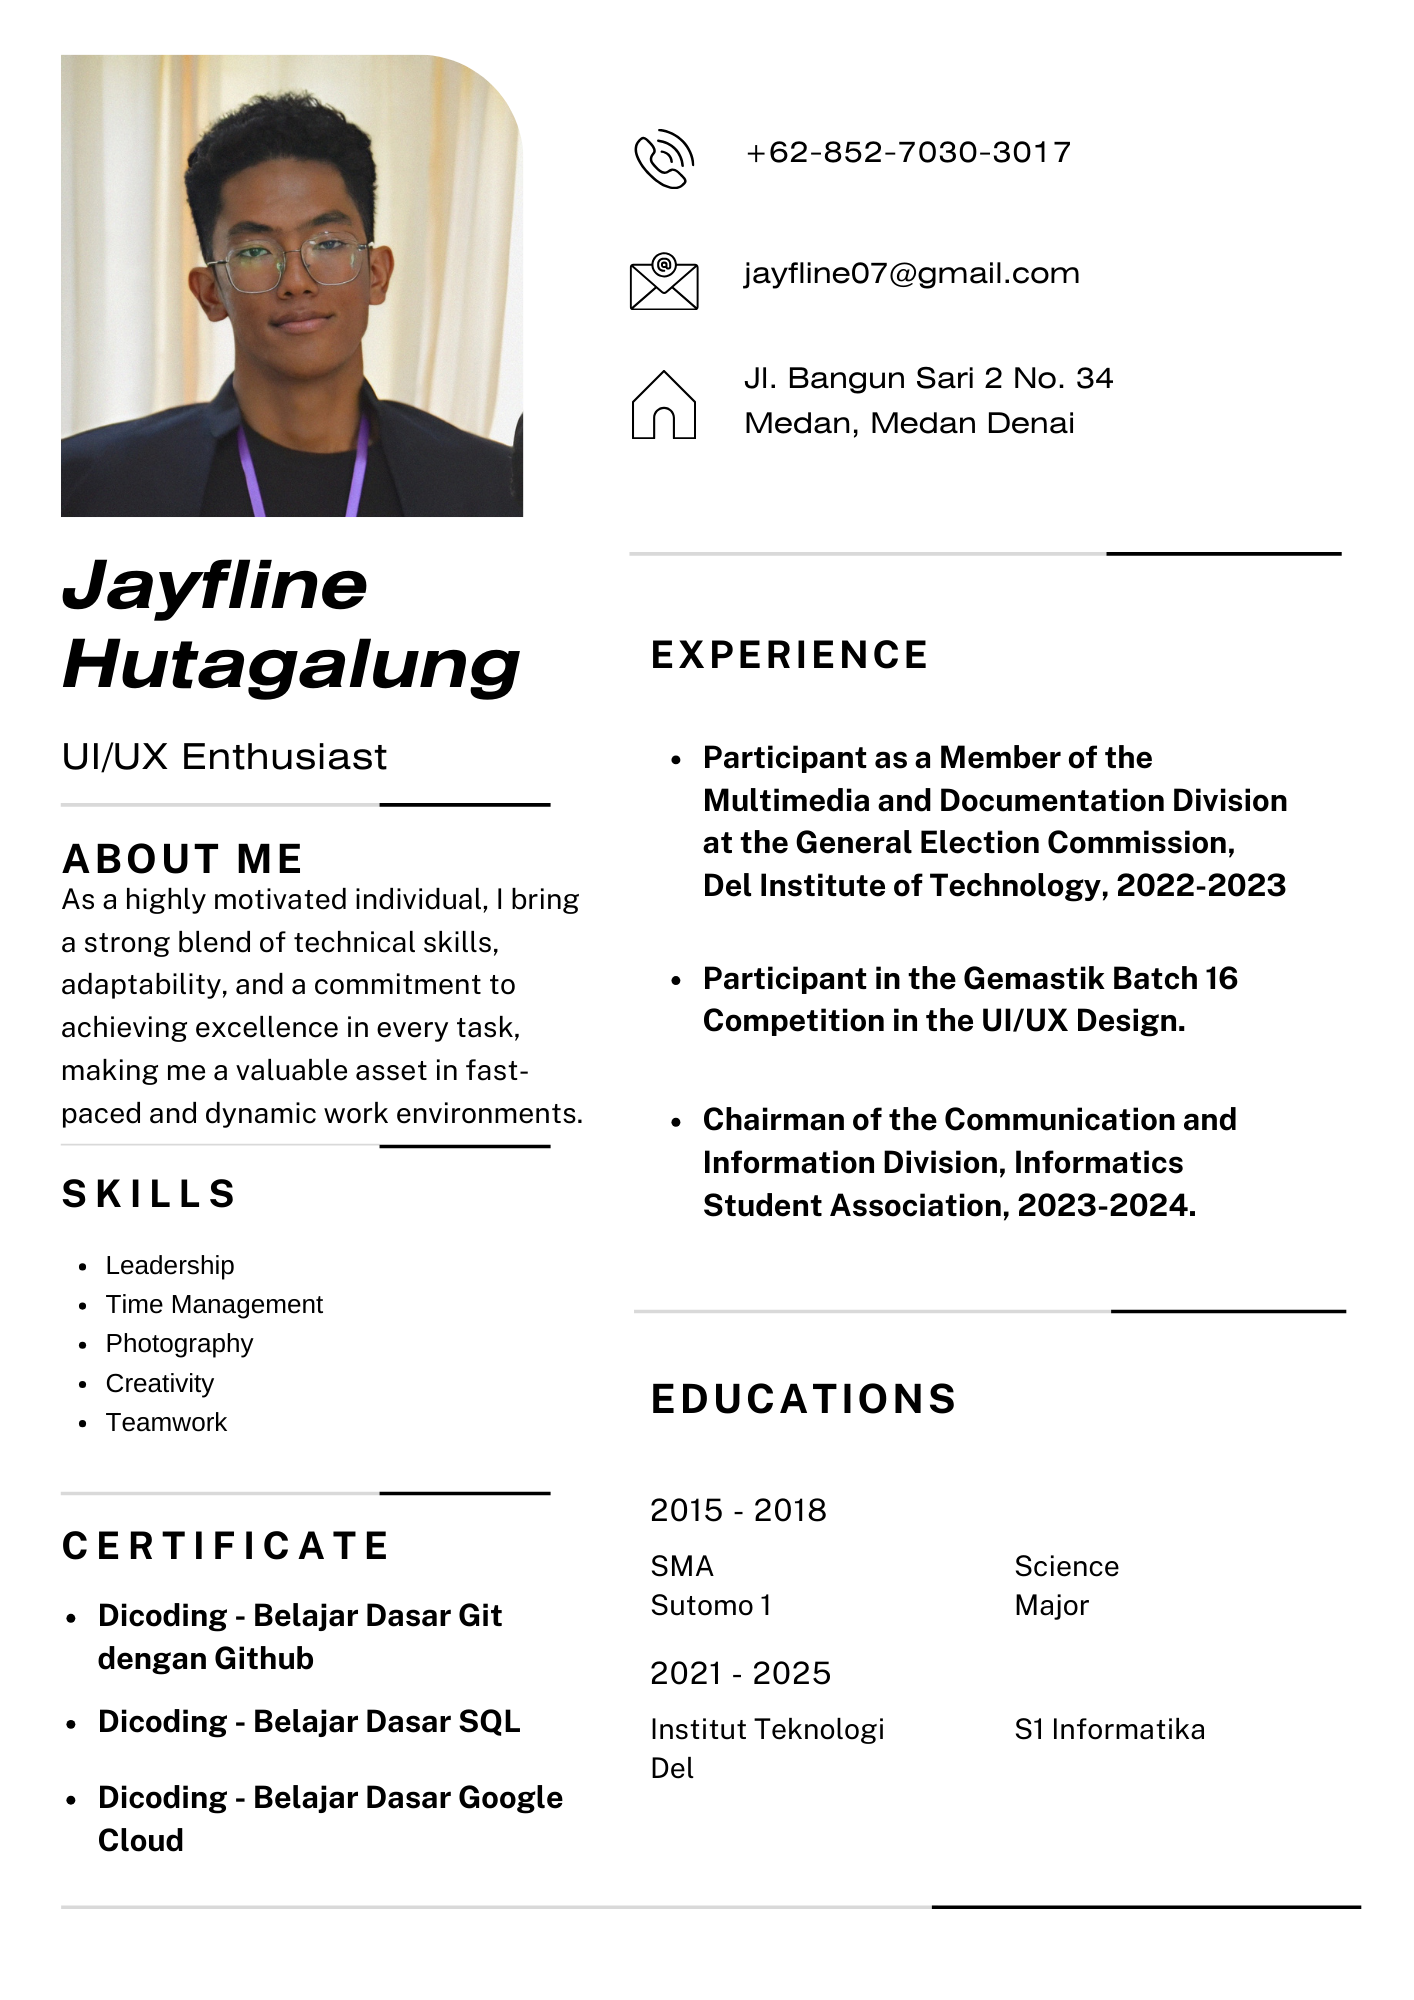 +62-852-7030-3017
jayfline07@gmail.com
Jl. Bangun Sari 2 No. 34
Medan, Medan Denai
Jayfline
Hutagalung
UI/UX Enthusiast
ABOUT ME
As a highly motivated individual, I bring
a strong blend of technical skills,
adaptability, and a commitment to
achieving excellence in every task,
making me a valuable asset in fast-
paced and dynamic work environments.
SKILLS
• Leadership
• Time Management
• Photography
• Creativity
• Teamwork
CERTIFICATE
• Dicoding - Belajar Dasar Git
dengan Github
• Dicoding - Belajar Dasar SQL
• Dicoding - Belajar Dasar Google
Cloud
EXPERIENCE
• Participant as a Member of the
Multimedia and Documentation Division
at the General Election Commission,
Del Institute of Technology, 2022-2023
• Participant in the Gemastik Batch 16
Competition in the UI/UX Design.
• Chairman of the Communication and
Information Division, Informatics
Student Association, 2023-2024.
EDUCATIONS
2015 - 2018
SMA
Sutomo 1
Science
Major
2021 - 2025
Institut Teknologi
Del
S1 Informatika